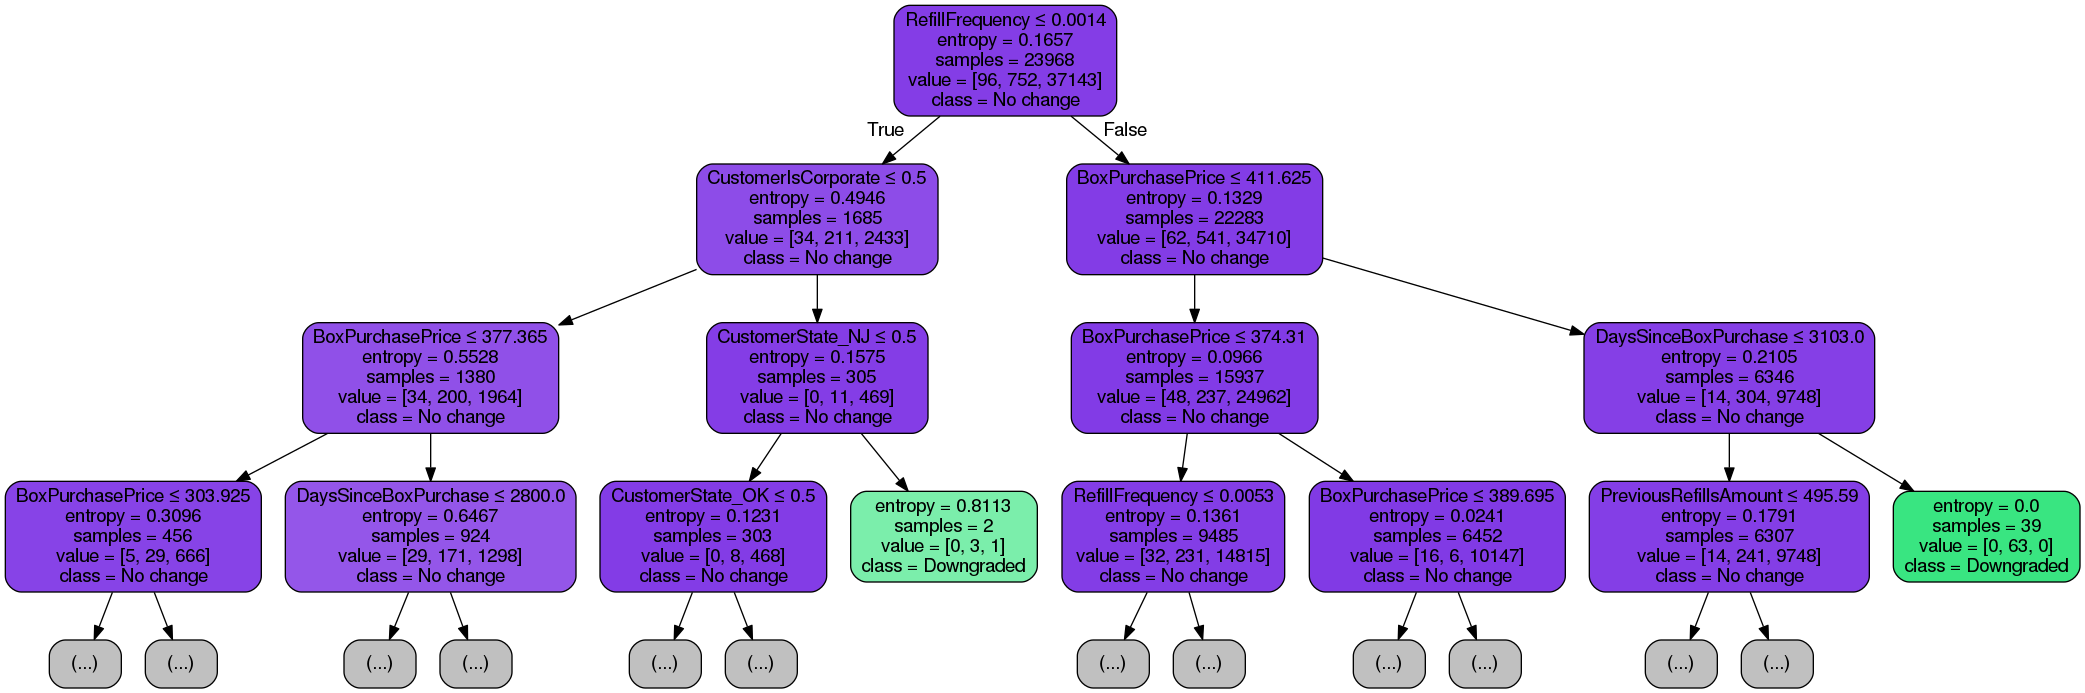 RefillFrequency ≤ 0.0014
entropy = 0.1657
samples = 23968
value = [96, 752, 37143]
class = No change
True
False
CustomerIsCorporate ≤ 0.5
entropy = 0.4946
samples = 1685
value = [34, 211, 2433]
class = No change
BoxPurchasePrice ≤ 411.625
entropy = 0.1329
samples = 22283
value = [62, 541, 34710]
class = No change
BoxPurchasePrice ≤ 377.365
entropy = 0.5528
samples = 1380
value = [34, 200, 1964]
class = No change
CustomerState_NJ ≤ 0.5
entropy = 0.1575
samples = 305
value = [0, 11, 469]
class = No change
BoxPurchasePrice ≤ 374.31
entropy = 0.0966
samples = 15937
value = [48, 237, 24962]
class = No change
DaysSinceBoxPurchase ≤ 3103.0
entropy = 0.2105
samples = 6346
value = [14, 304, 9748]
class = No change
BoxPurchasePrice ≤ 303.925
entropy = 0.3096
samples = 456
value = [5, 29, 666]
class = No change
DaysSinceBoxPurchase ≤ 2800.0
entropy = 0.6467
samples = 924
value = [29, 171, 1298]
class = No change
CustomerState_OK ≤ 0.5
entropy = 0.1231
samples = 303
value = [0, 8, 468]
class = No change
entropy = 0.8113
samples = 2
value = [0, 3, 1]
class = Downgraded
RefillFrequency ≤ 0.0053
entropy = 0.1361
samples = 9485
value = [32, 231, 14815]
class = No change
BoxPurchasePrice ≤ 389.695
entropy = 0.0241
samples = 6452
value = [16, 6, 10147]
class = No change
PreviousRefillsAmount ≤ 495.59
entropy = 0.1791
samples = 6307
value = [14, 241, 9748]
class = No change
entropy = 0.0
samples = 39
value = [0, 63, 0]
class = Downgraded
(...)
(...)
(...)
(...)
(...)
(...)
(...)
(...)
(...)
(...)
(...)
(...)